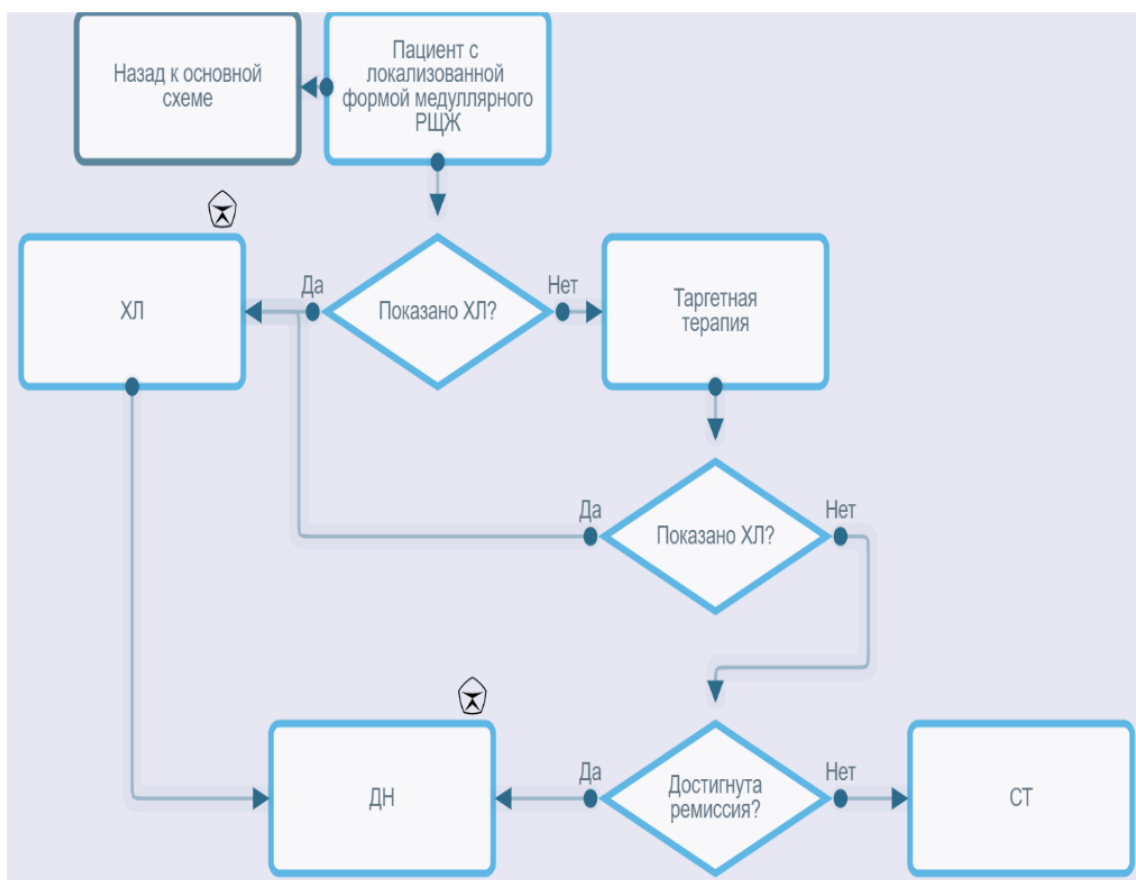 Назад к основной
схеме
Пациент с
локализованной
формой медуллярного
РЩЖ
ХЛ
Да
Показано ХЛ?
Нет
Таргетная
терапия
Да
Показано ХЛ?
Нет
ДН
Да
Достигнута
ремиссия?
Нет
СТ